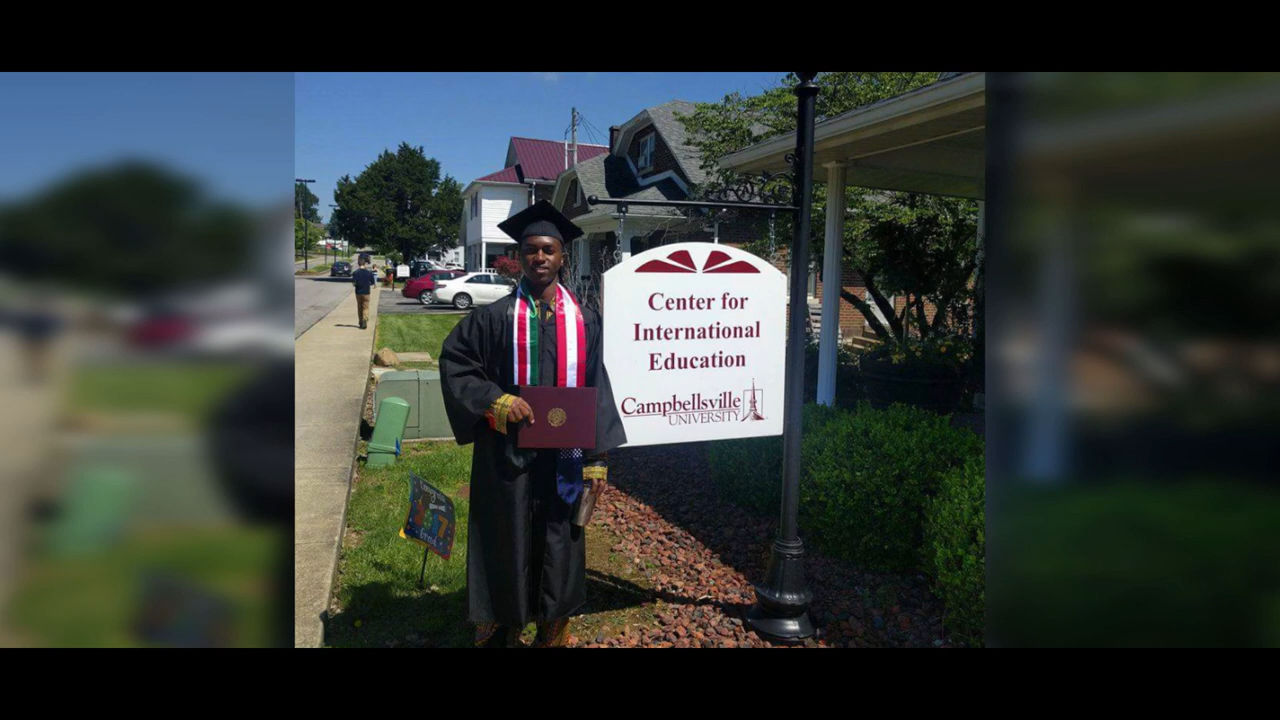 Center for
International
Education
Campbellsville
UNIVERSITY